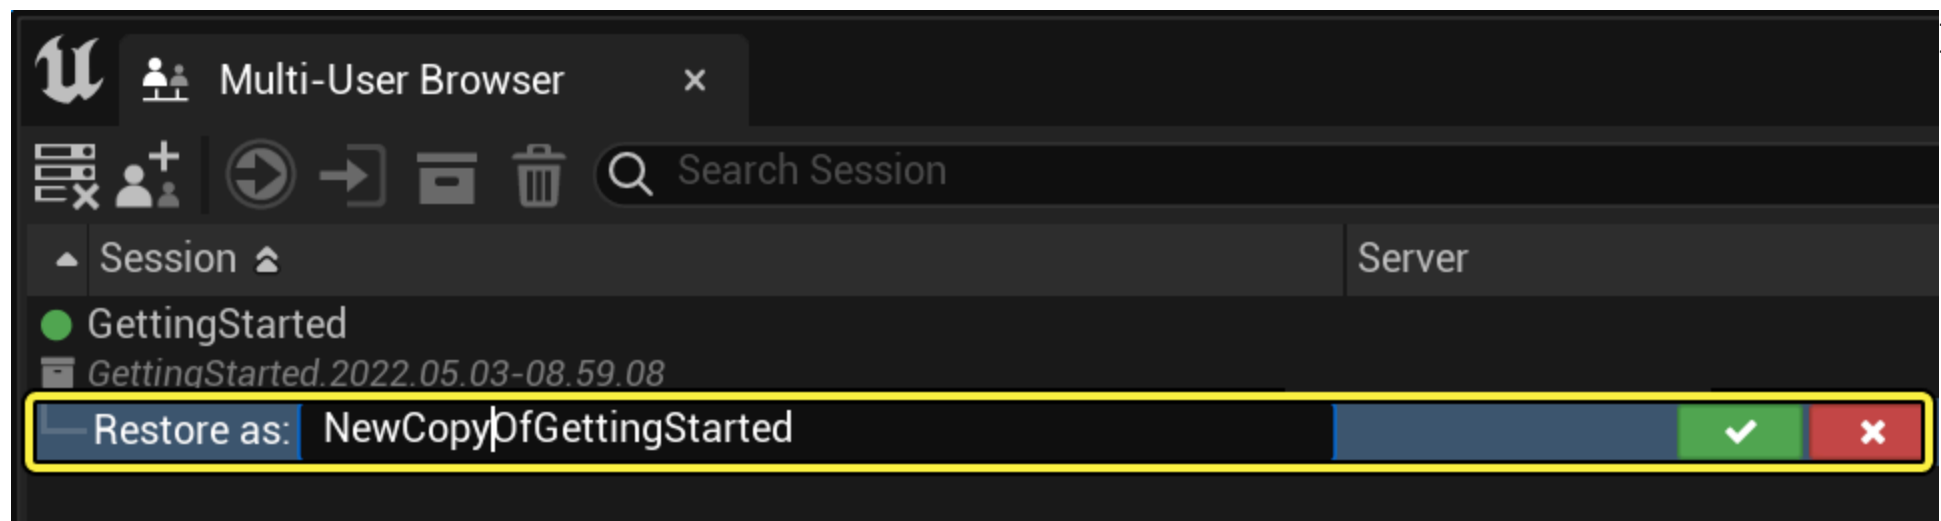 Multi-User Browser
Search Session
Session Server
GettingStarted
GettingStarted.2022.05.03-08.59.08
Restore as: NewCopyOfGettingStarted